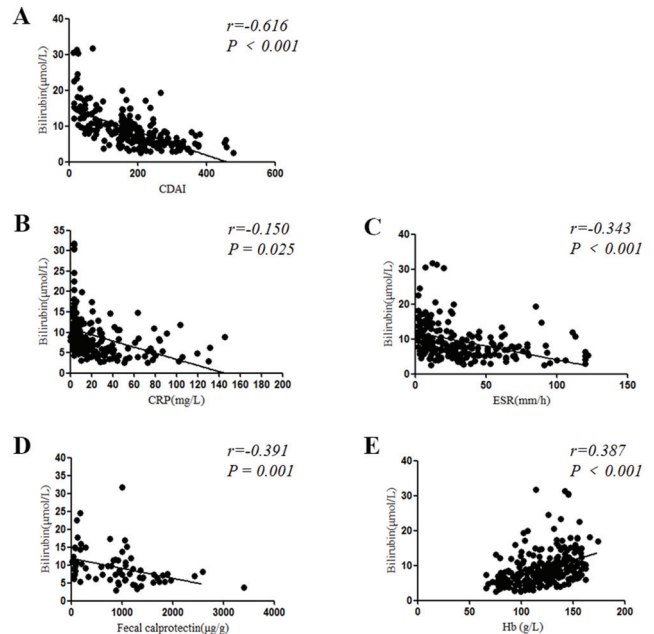 A
r=-0.616
P < 0.001
40
30
20
10
0
Bilirubin(μmol/L)
0 200 400 600
CDAI
B
r=-0.150
P = 0.025
35
30
25
20
15
10
5
0
Bilirubin(μmol/L)
0 20 40 60 80 100 120 140 160 180 200
CRP(mg/L)
C
r=-0.343
P < 0.001
40
30
20
10
0
Bilirubin(μmol/L)
0 50 100 150
ESR(mm/h)
D
r=-0.391
P = 0.001
40
35
30
25
20
15
10
5
0
Bilirubin(μmol/L)
0 1000 2000 3000 4000
Fecal calprotectin(μg/g)
E
r=0.387
P < 0.001
40
30
20
10
0
Bilirubin(μmol/L)
0 50 100 150 200
Hb (g/L)